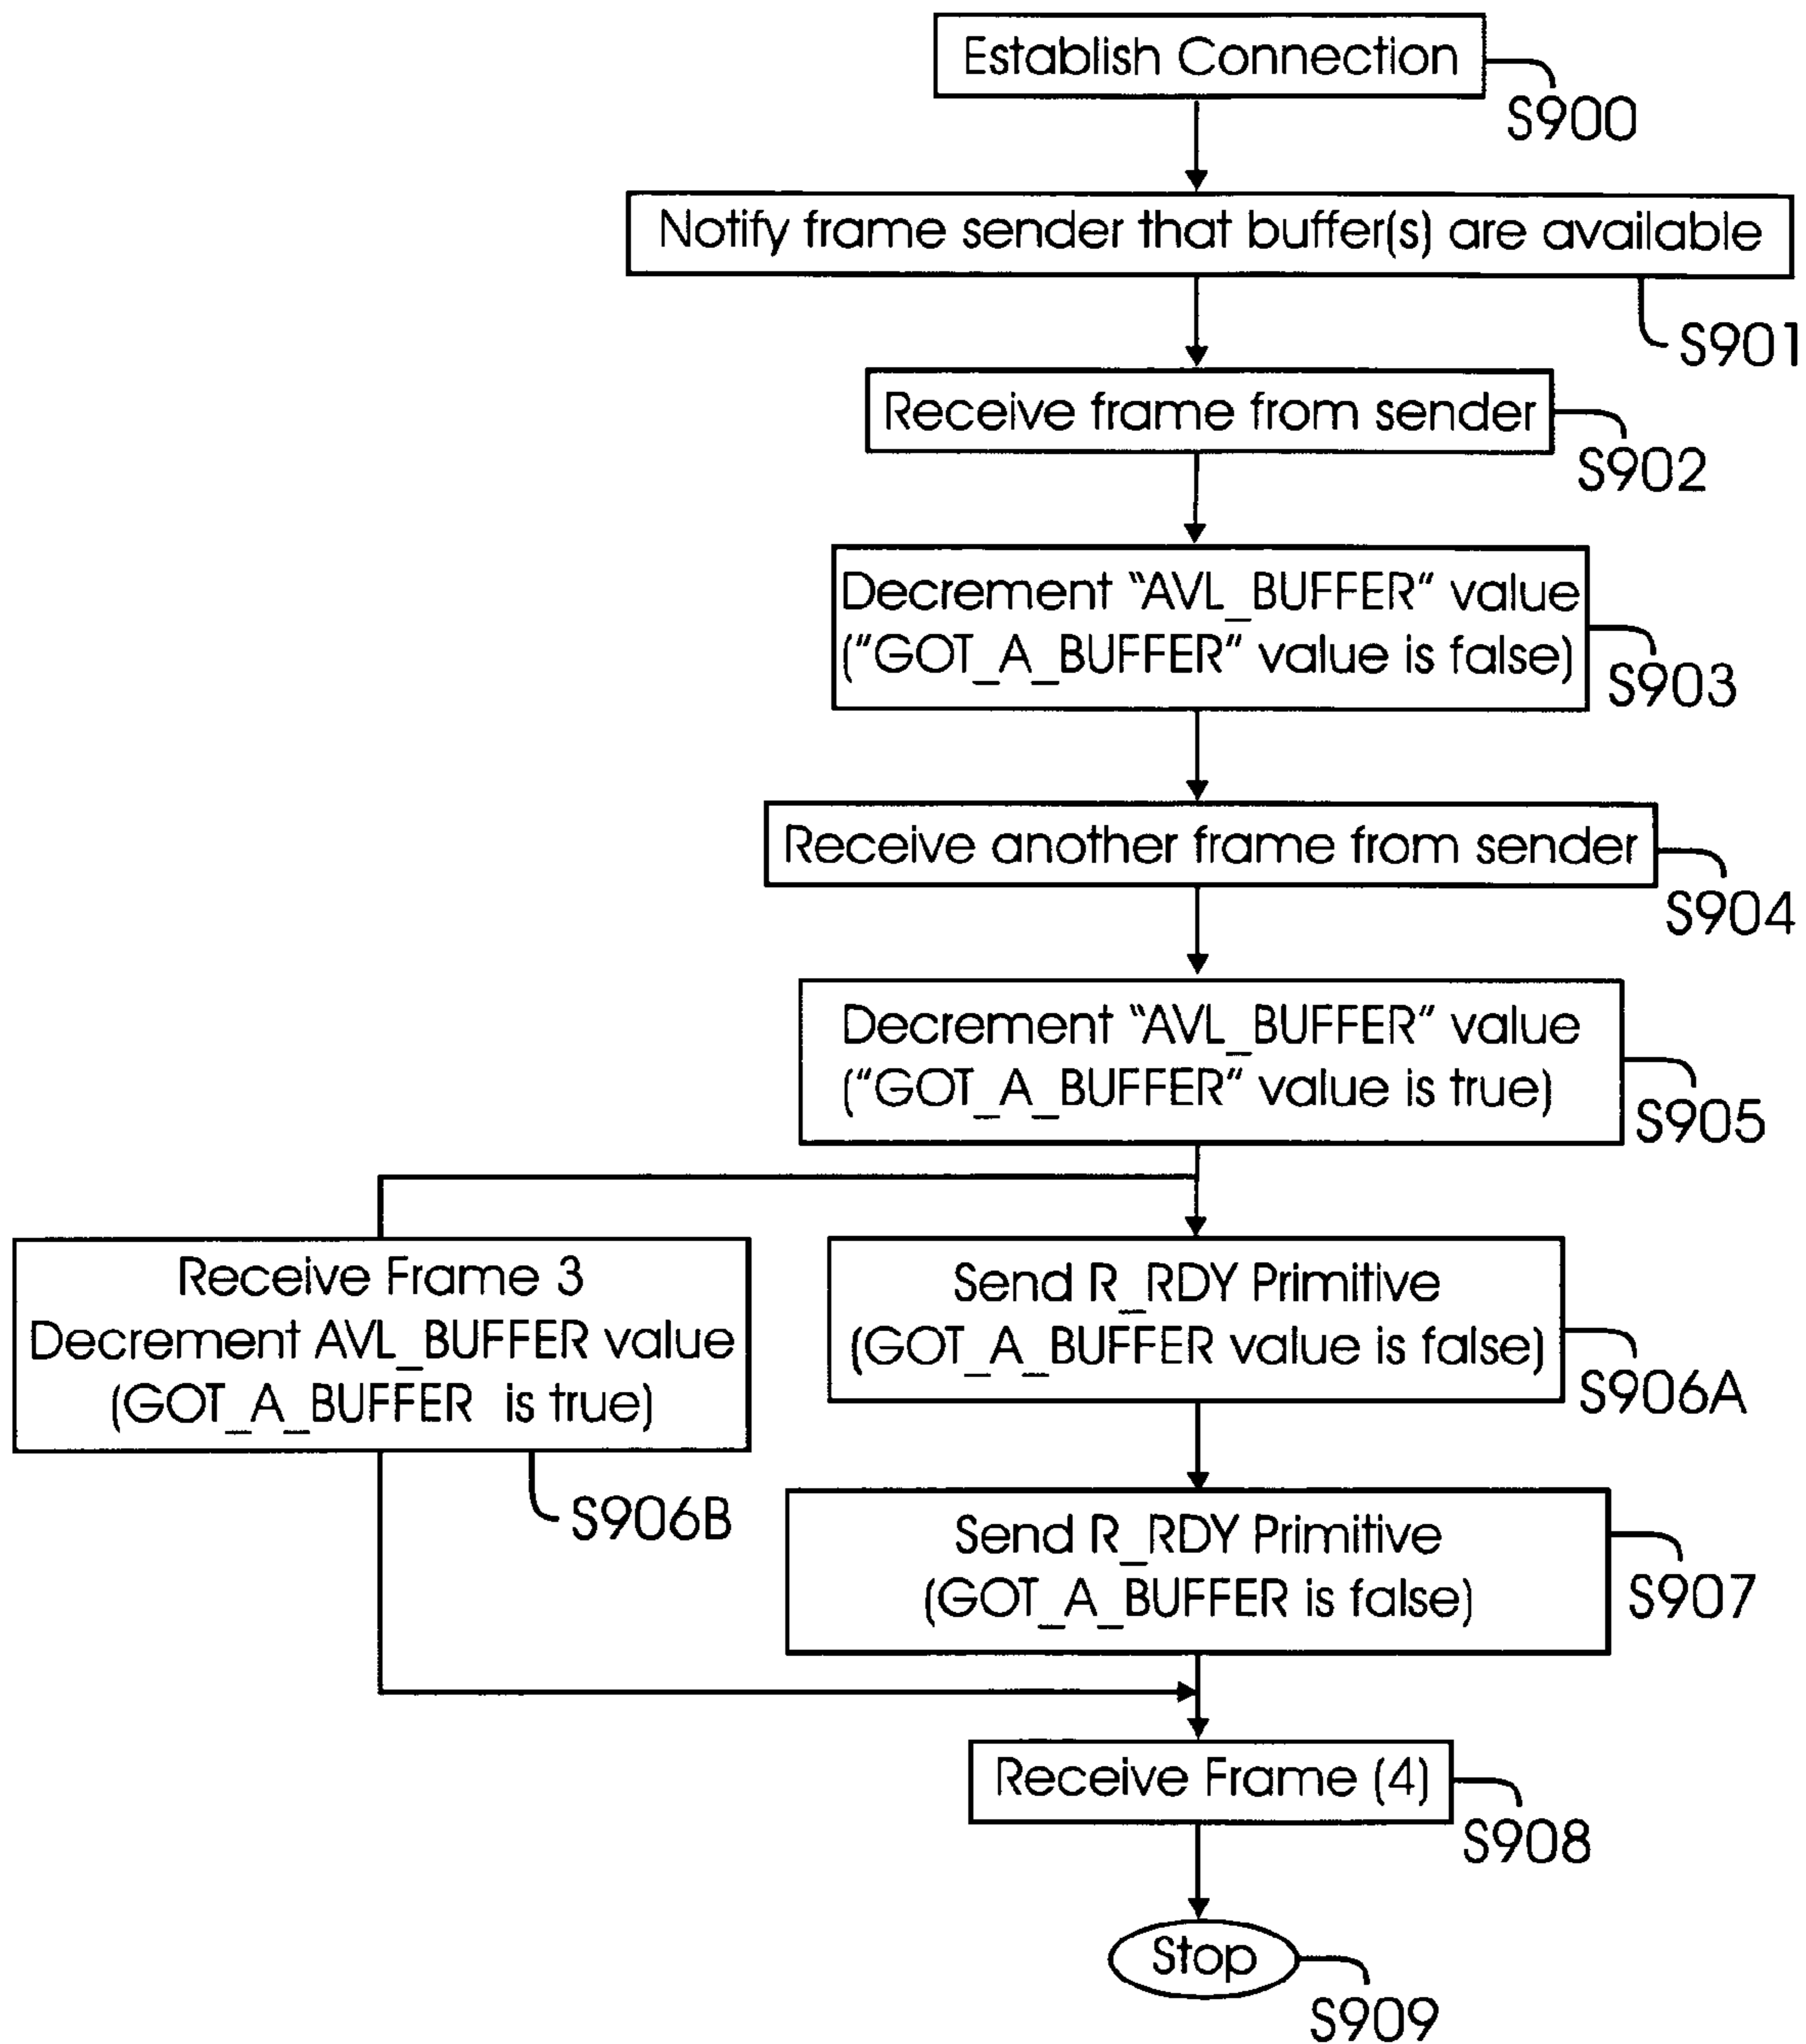 Establish Connection
S900
Notify frame sender that buffer(s) are available
S901
Receive frame from sender
S902
Decrement “AVL_BUFFER” value
(“GOT_A_BUFFER” value is false)
S903
Receive another frame from sender
S904
Decrement “AVL_BUFFER” value
(“GOT_A_BUFFER” value is true)
S905
Receive Frame 3
Decrement AVL_BUFFER value
(GOT_A_BUFFER is true)
S906B
Send R_RDY Primitive
(GOT_A_BUFFER value is false)
S906A
Send R_RDY Primitive
(GOT_A_BUFFER is false)
S907
Receive Frame (4)
S908
Stop
S909